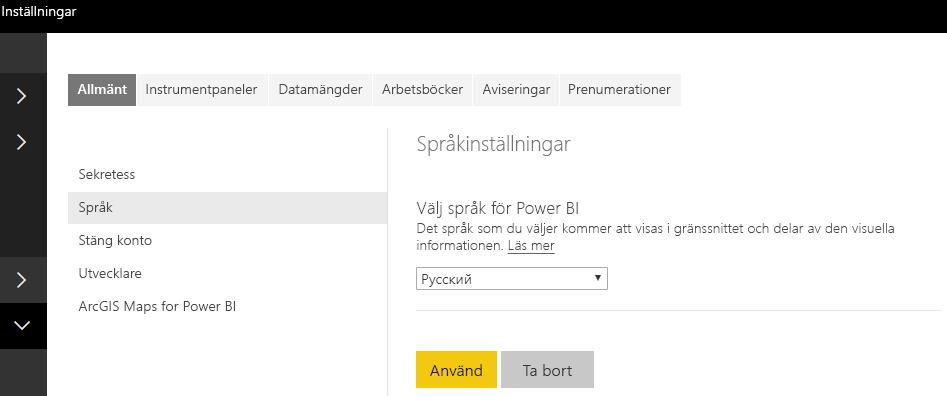 Inställningar
Allmänt Instrumentpaneler Datamängder Arbetsböcker Aviseringar Prenumerationer
Sekretess
Språk
Stäng konto
Utvecklare
ArcGIS Maps for Power BI
Språkinställningar
Välj språk för Power BI
Det språk som du väljer kommer att visas i gränssnittet och delar av den visuella
informationen. Läs mer
Русский
Använd Ta bort